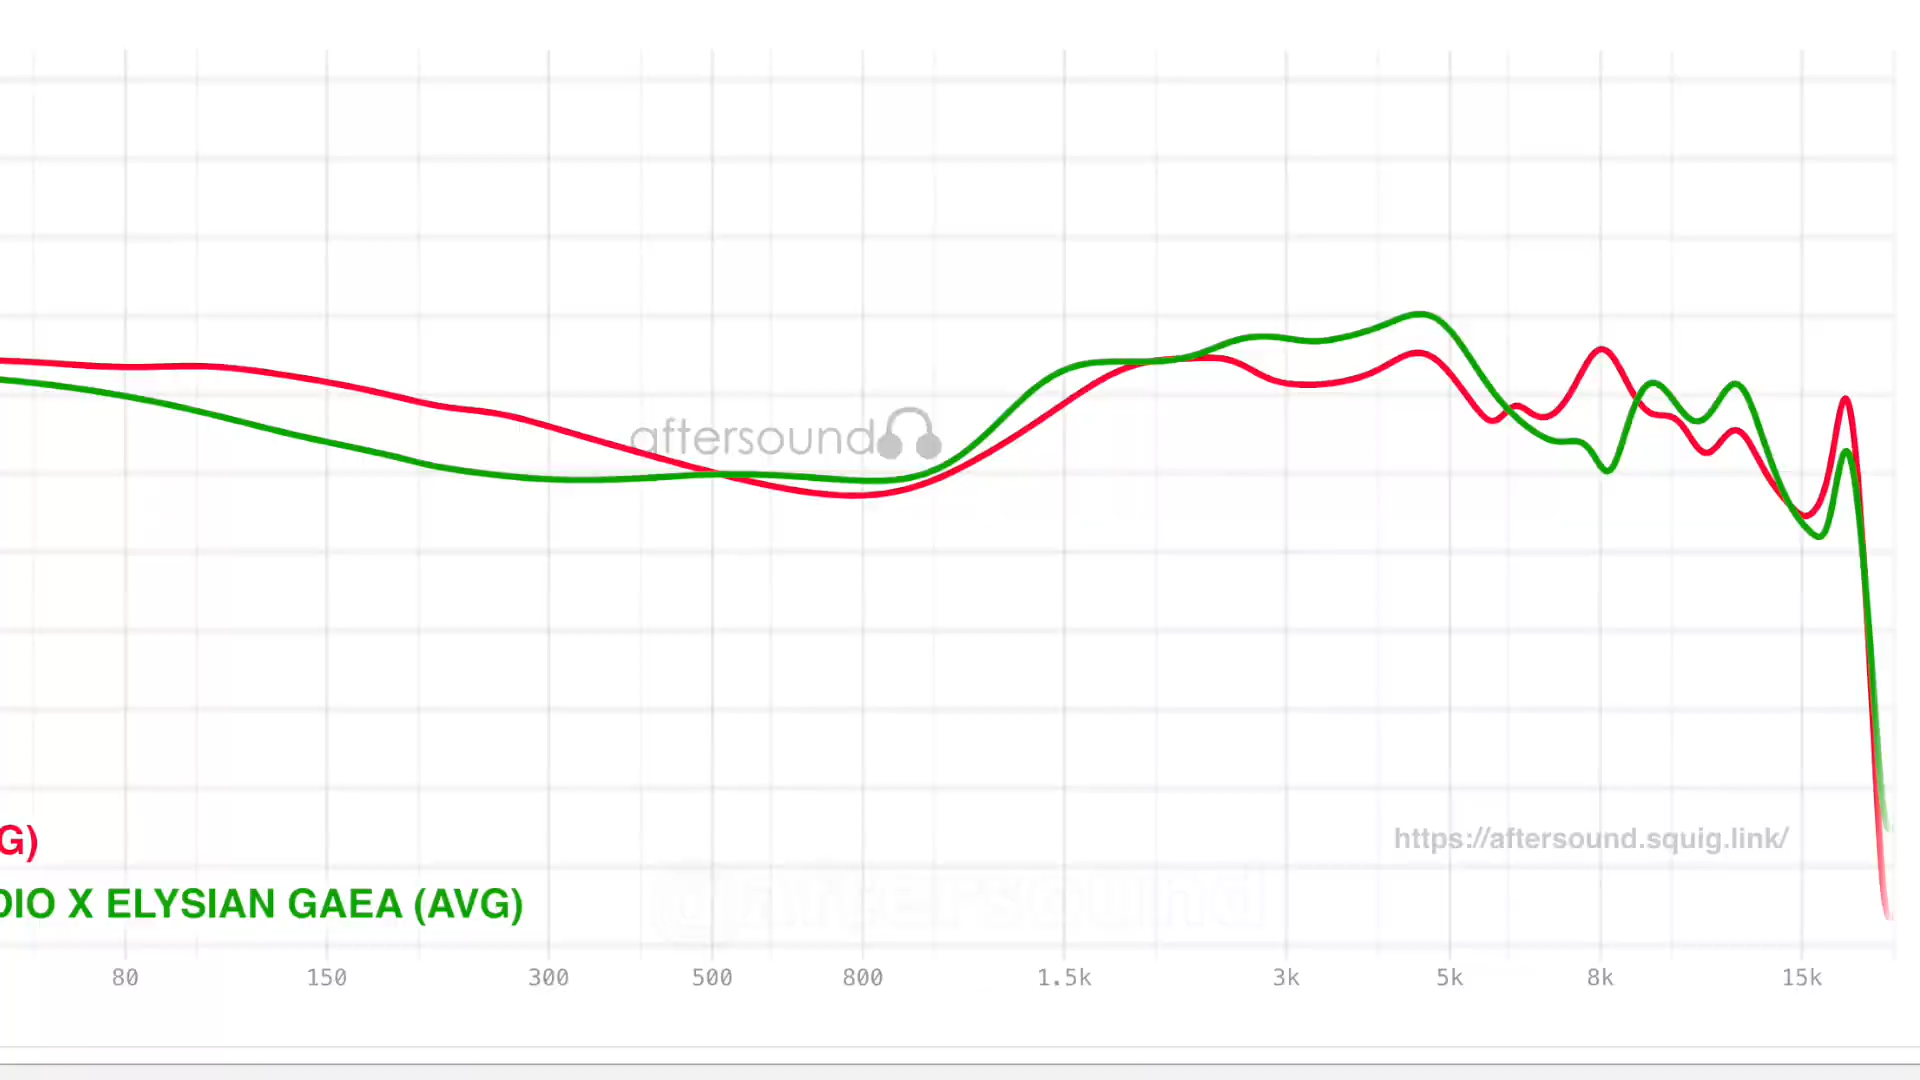 aftersound
https://aftersound.squig.link/
G)
DIO X ELYSIAN GAEA (AVG)
@aftersound
80 150 300 500 800 1.5k 3k 5k 8k 15k